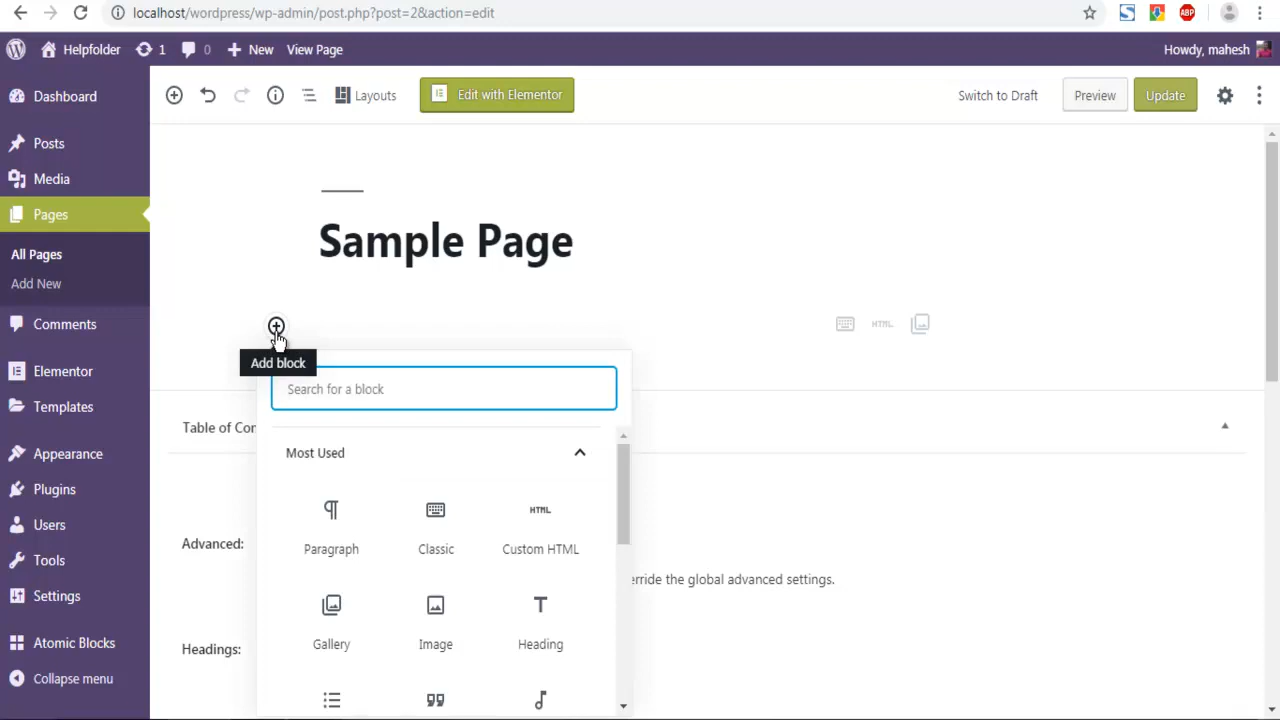 localhost/wordpress/wp-admin/post.php?post=2&action=edit
ABP
Helpfolder
1
0
New
View Page
Howdy, mahesh
Dashboard
Posts
Media
Pages
All Pages
Add New
Comments
Elementor
Templates
Appearance
Plugins
Users
Tools
Settings
Atomic Blocks
Collapse menu
Layouts
Edit with Elementor
Switch to Draft
Preview
Update
Sample Page
HTML
Add block
Search for a block
Table of Con
Most Used
Paragraph
Classic
HTML
Custom HTML
Advanced:
erride the global advanced settings.
Gallery
Image
Heading
Headings: